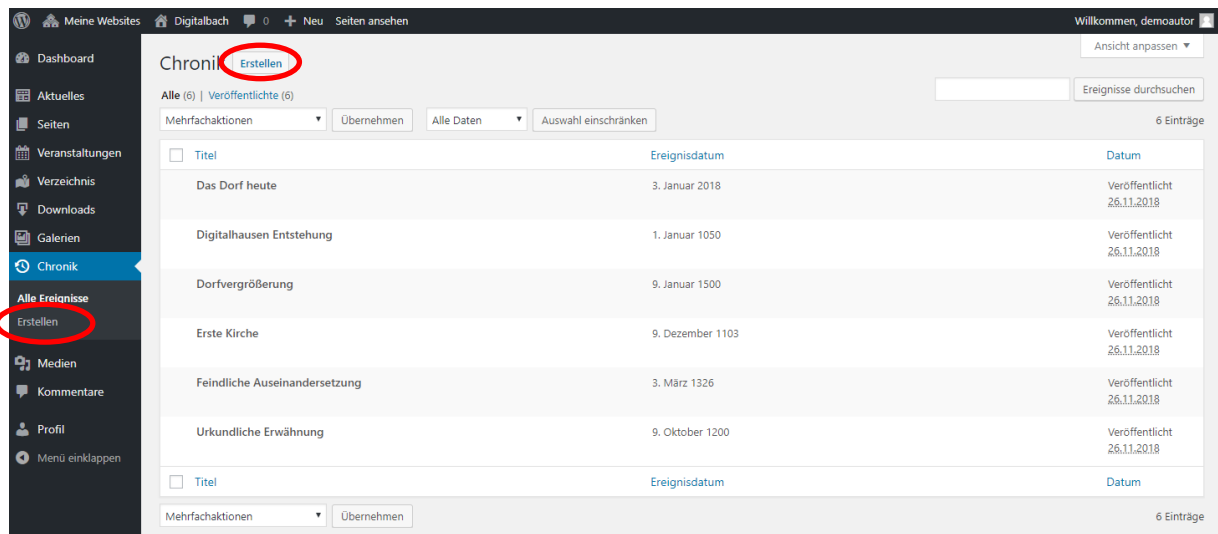 Meine Websites Digitalbach 0 + Neu Seiten ansehen Willkommen, demoautor
Ansicht anpassen ▼
Dashboard
Aktuelles
Seiten
Veranstaltungen
Verzeichnis
Downloads
Galerien
Chronik
Alle Ereignisse
Erstellen
Medien
Kommentare
Profil
Menü einklappen
Chronik Erstellen
Alle (6) | Veröffentlichte (6)
Ereignisse durchsuchen
Mehrfachaktionen ▼ Übernehmen Alle Daten ▼ Auswahl einschränken 6 Einträge
Titel Ereignisdatum Datum
Das Dorf heute 3. Januar 2018 Veröffentlicht
26.11.2018
Digitalhausen Entstehung 1. Januar 1050 Veröffentlicht
26.11.2018
Dorfvergrößerung 9. Januar 1500 Veröffentlicht
26.11.2018
Erste Kirche 9. Dezember 1103 Veröffentlicht
26.11.2018
Feindliche Auseinandersetzung 3. März 1326 Veröffentlicht
26.11.2018
Urkundliche Erwähnung 9. Oktober 1200 Veröffentlicht
26.11.2018
Titel Ereignisdatum Datum
Mehrfachaktionen ▼ Übernehmen 6 Einträge